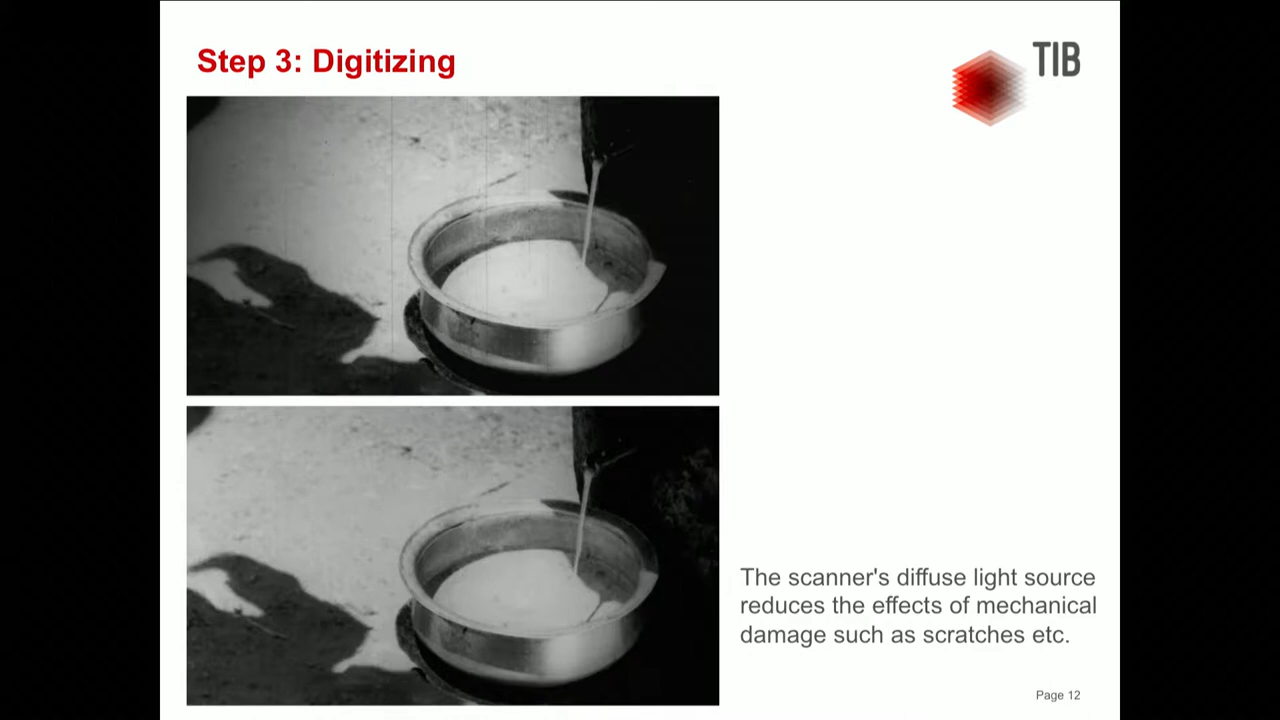 Step 3: Digitizing
TIB
The scanner's diffuse light source
reduces the effects of mechanical
damage such as scratches etc.
Page 12